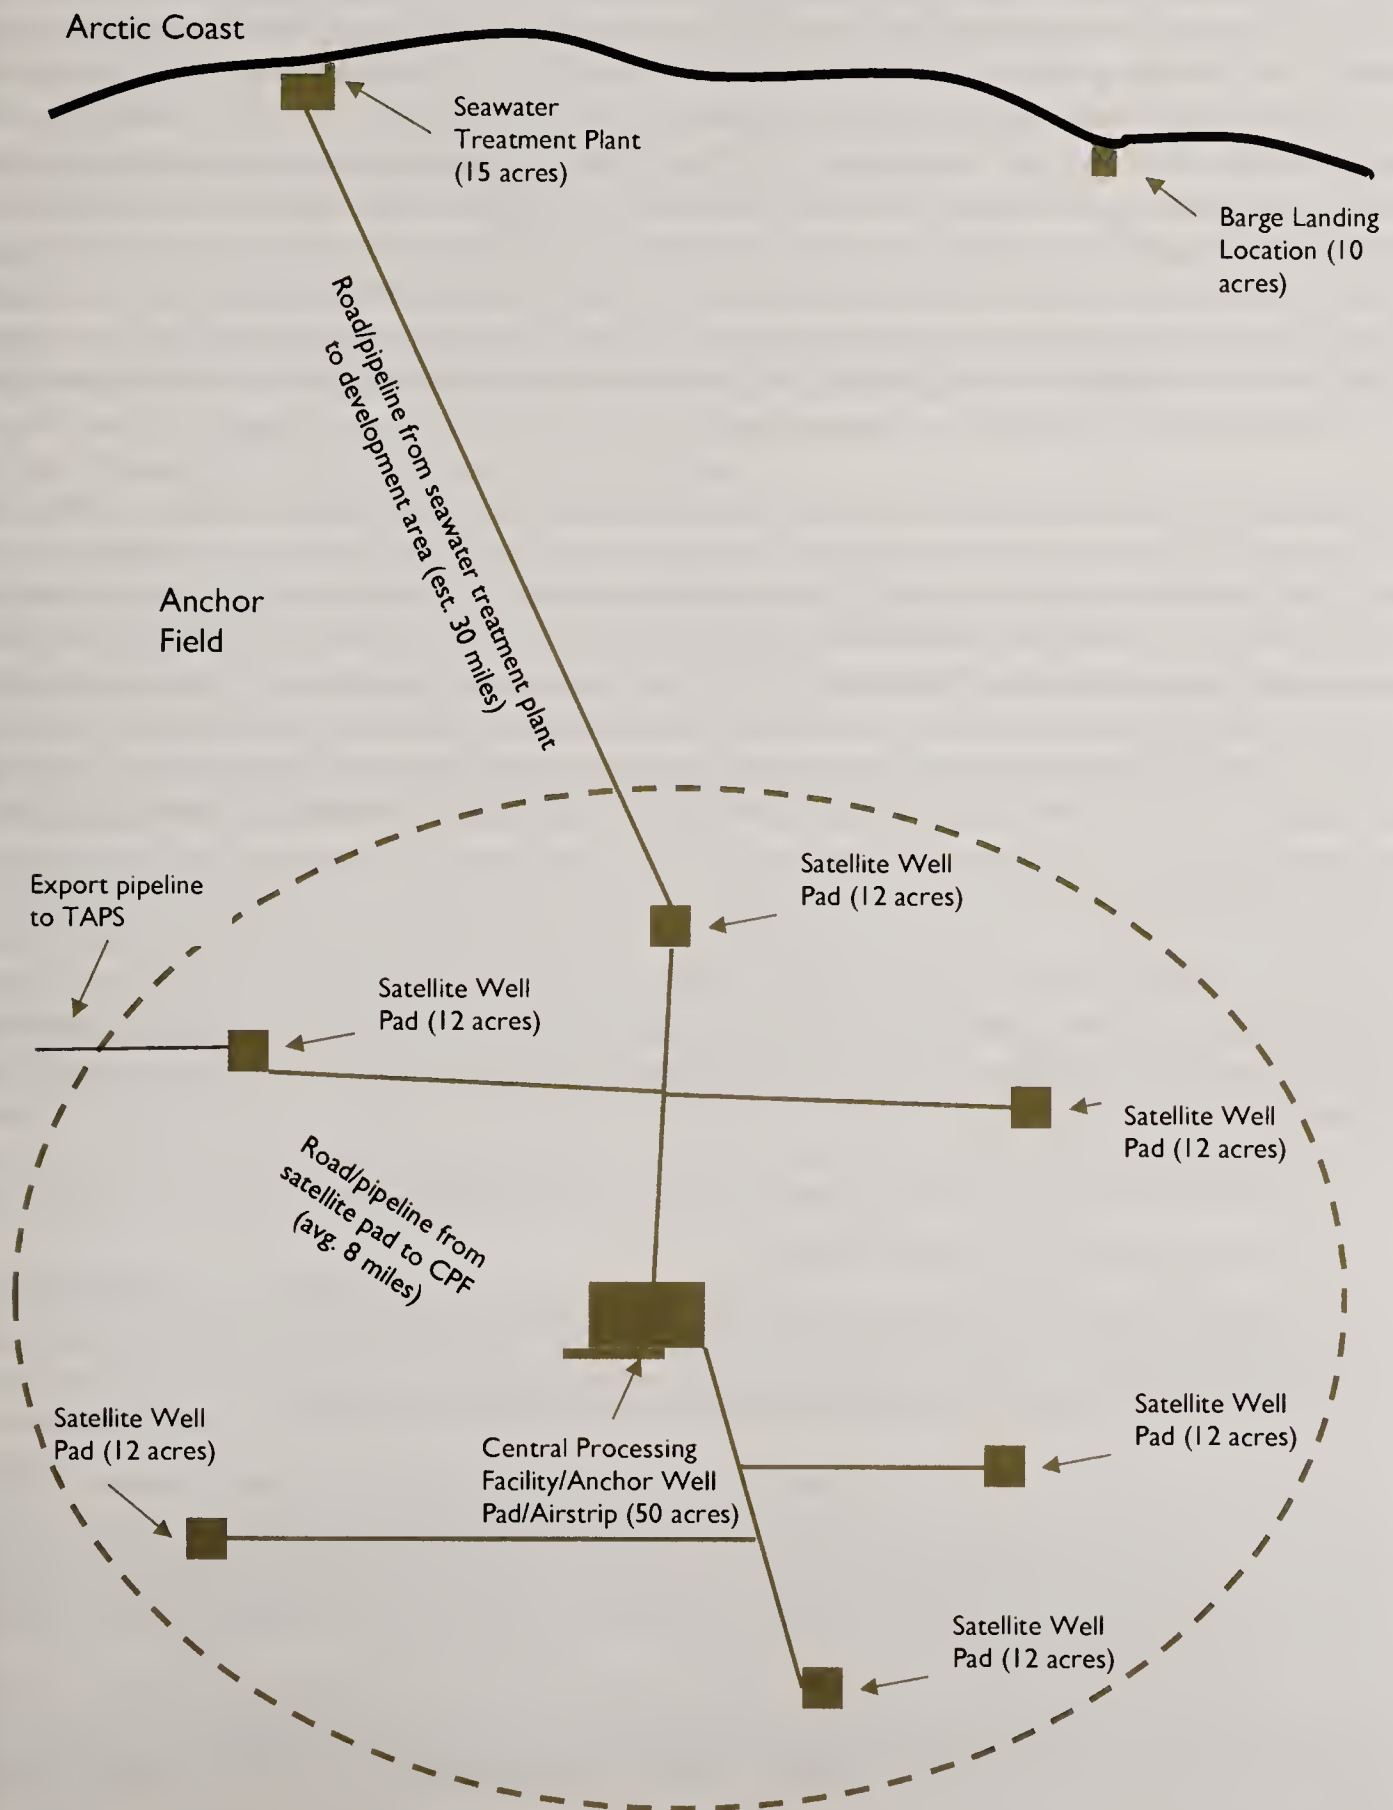 Arctic Coast
Seawater
Treatment Plant
(15 acres)
Barge Landing
Location (10
acres)
Road/pipeline from seawater treatment plant
to development area (est. 30 miles)
Anchor
Field
Satellite Well
Pad (12 acres)
Export pipeline
to TAPS
Satellite Well
Pad (12 acres)
Satellite Well
Pad (12 acres)
Road/pipeline from
satellite pad to CPF
(avg. 8 miles)
Satellite Well
Pad (12 acres)
Satellite Well
Pad (12 acres)
Central Processing
Facility/Anchor Well
Pad/Airstrip (50 acres)
Satellite Well
Pad (12 acres)